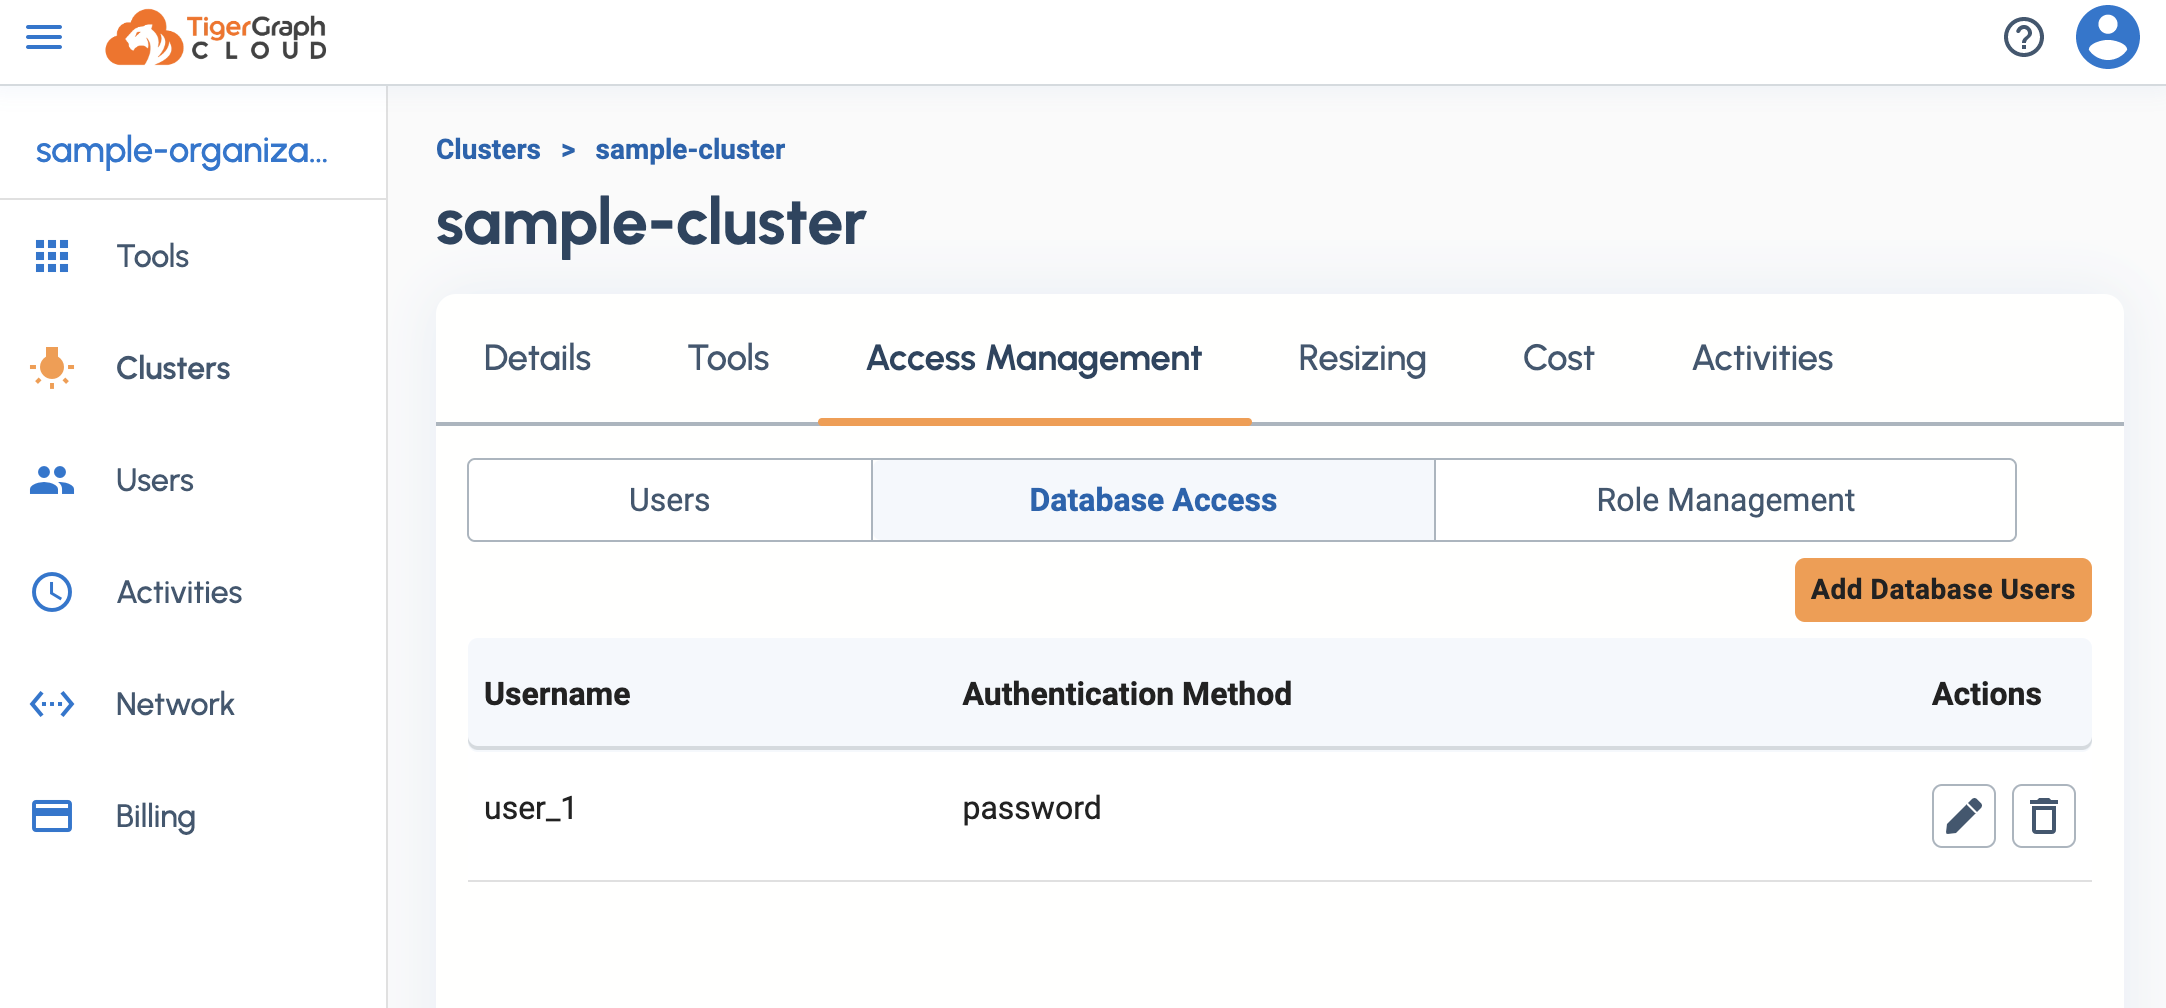 TigerGraph
CLOUD
sample-organiza...
Tools
Clusters
Users
Activities
Network
Billing
Clusters > sample-cluster
sample-cluster
Details Tools Access Management Resizing Cost Activities
Users Database Access Role Management
Add Database Users
Username Authentication Method Actions
user_1 password